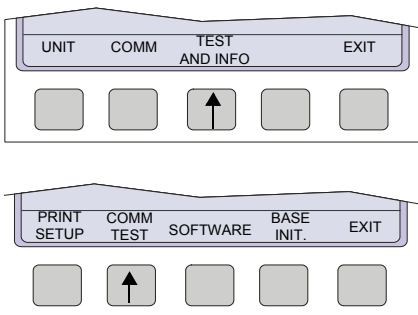 UNIT COMM TEST AND INFO EXIT
PRINT SETUP COMM TEST SOFTWARE BASE INIT. EXIT